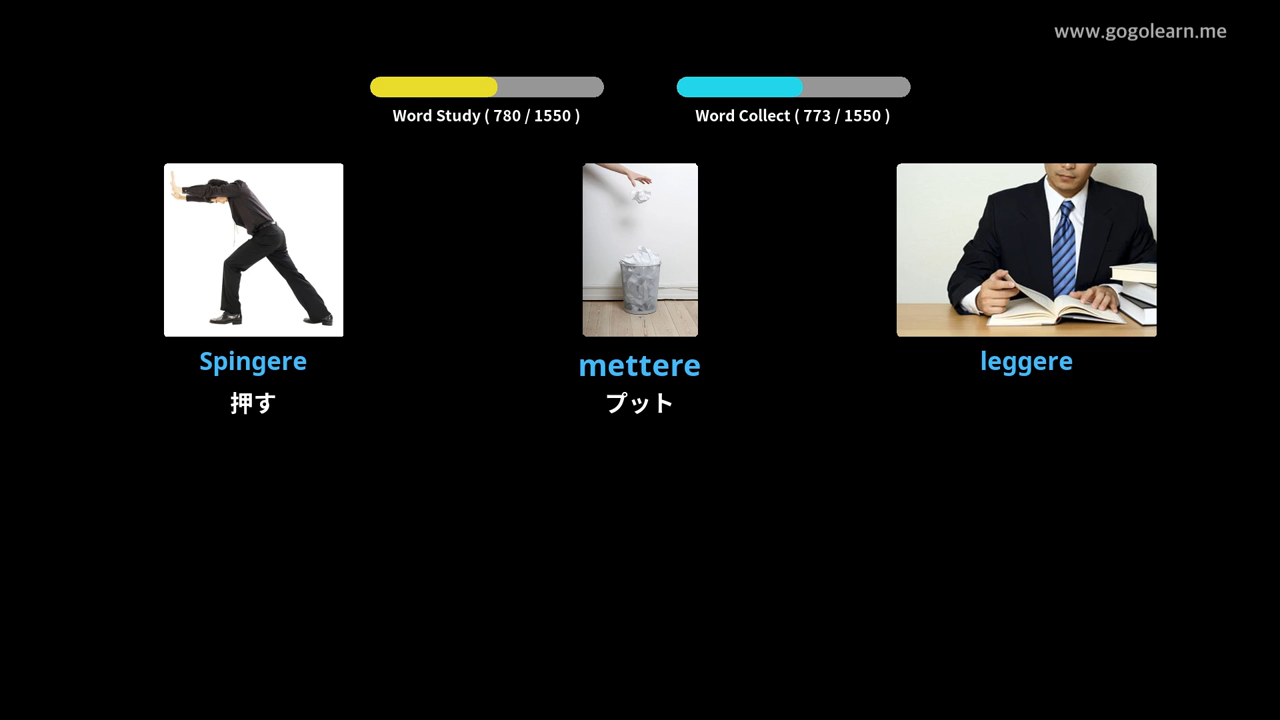 www.gogolearn.me
Word Study ( 780 / 1550 )
Word Collect ( 773 / 1550 )
Spingere
押す
mettere
プット
leggere